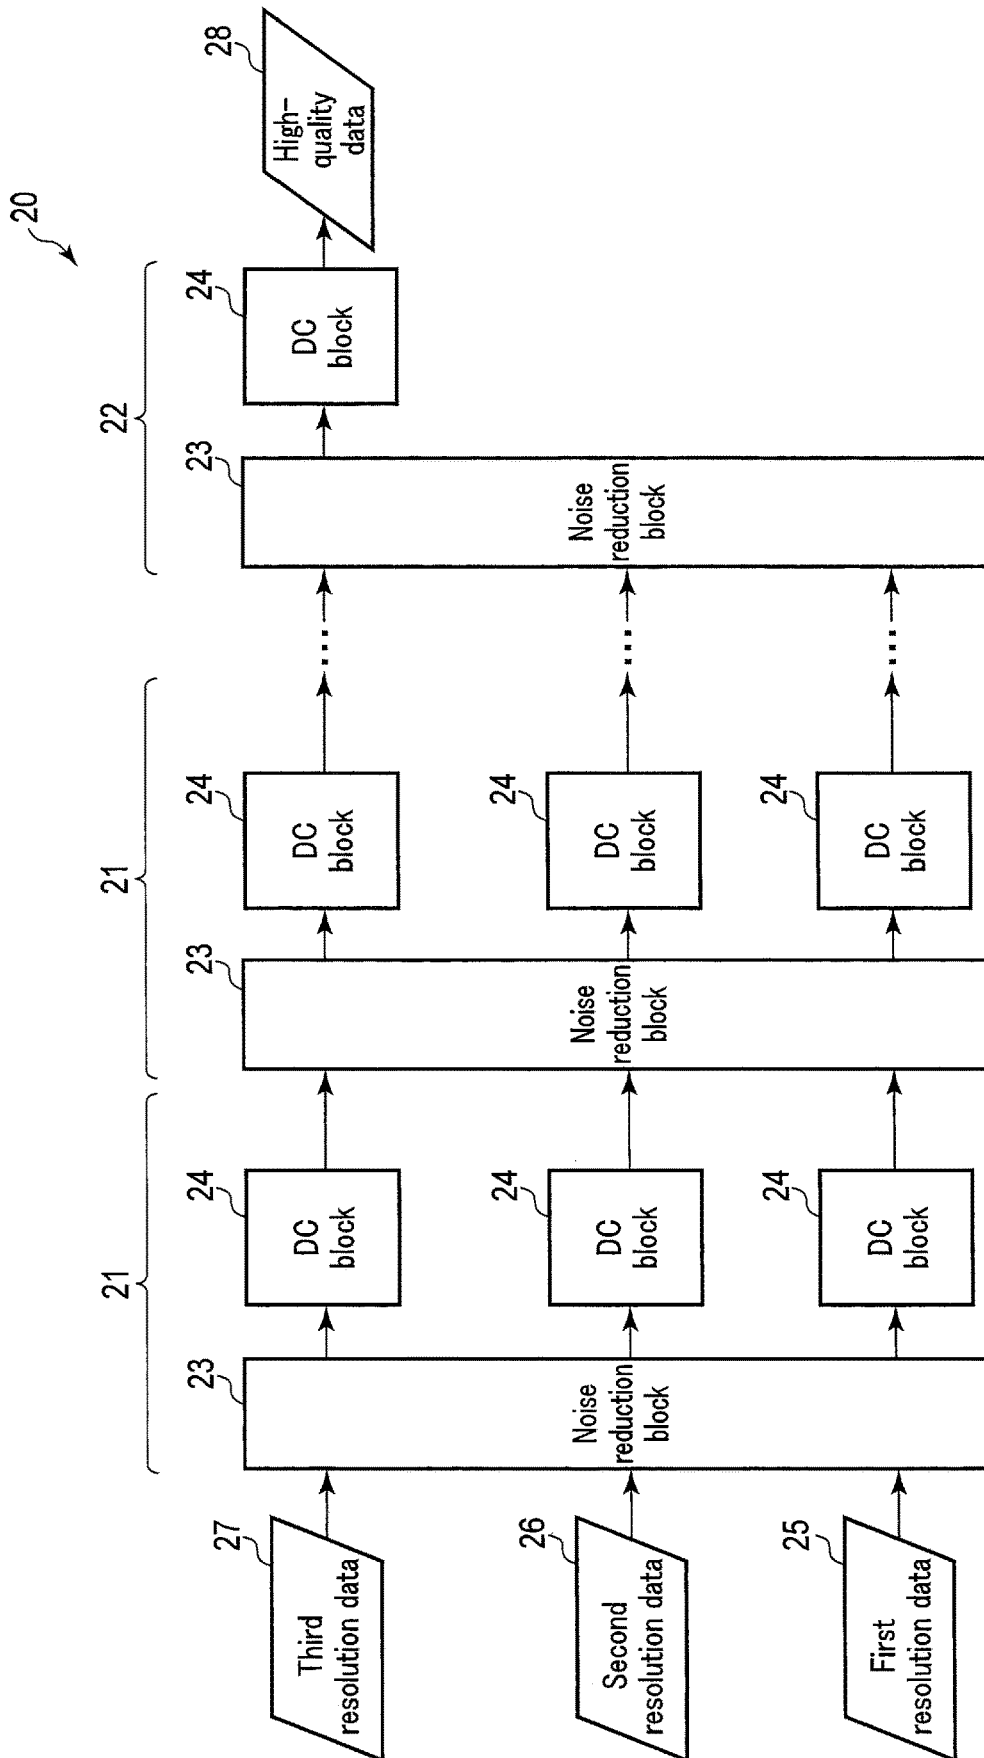 20
21
21
22
27
Third
resolution data
23
Noise
reduction
block
24
DC
block
23
Noise
reduction
block
24
DC
block
...
23
Noise
reduction
block
24
DC
block
28
High-
quality
data
26
Second
resolution data
24
DC
block
24
DC
block
...
25
First
resolution data
24
DC
block
24
DC
block
...